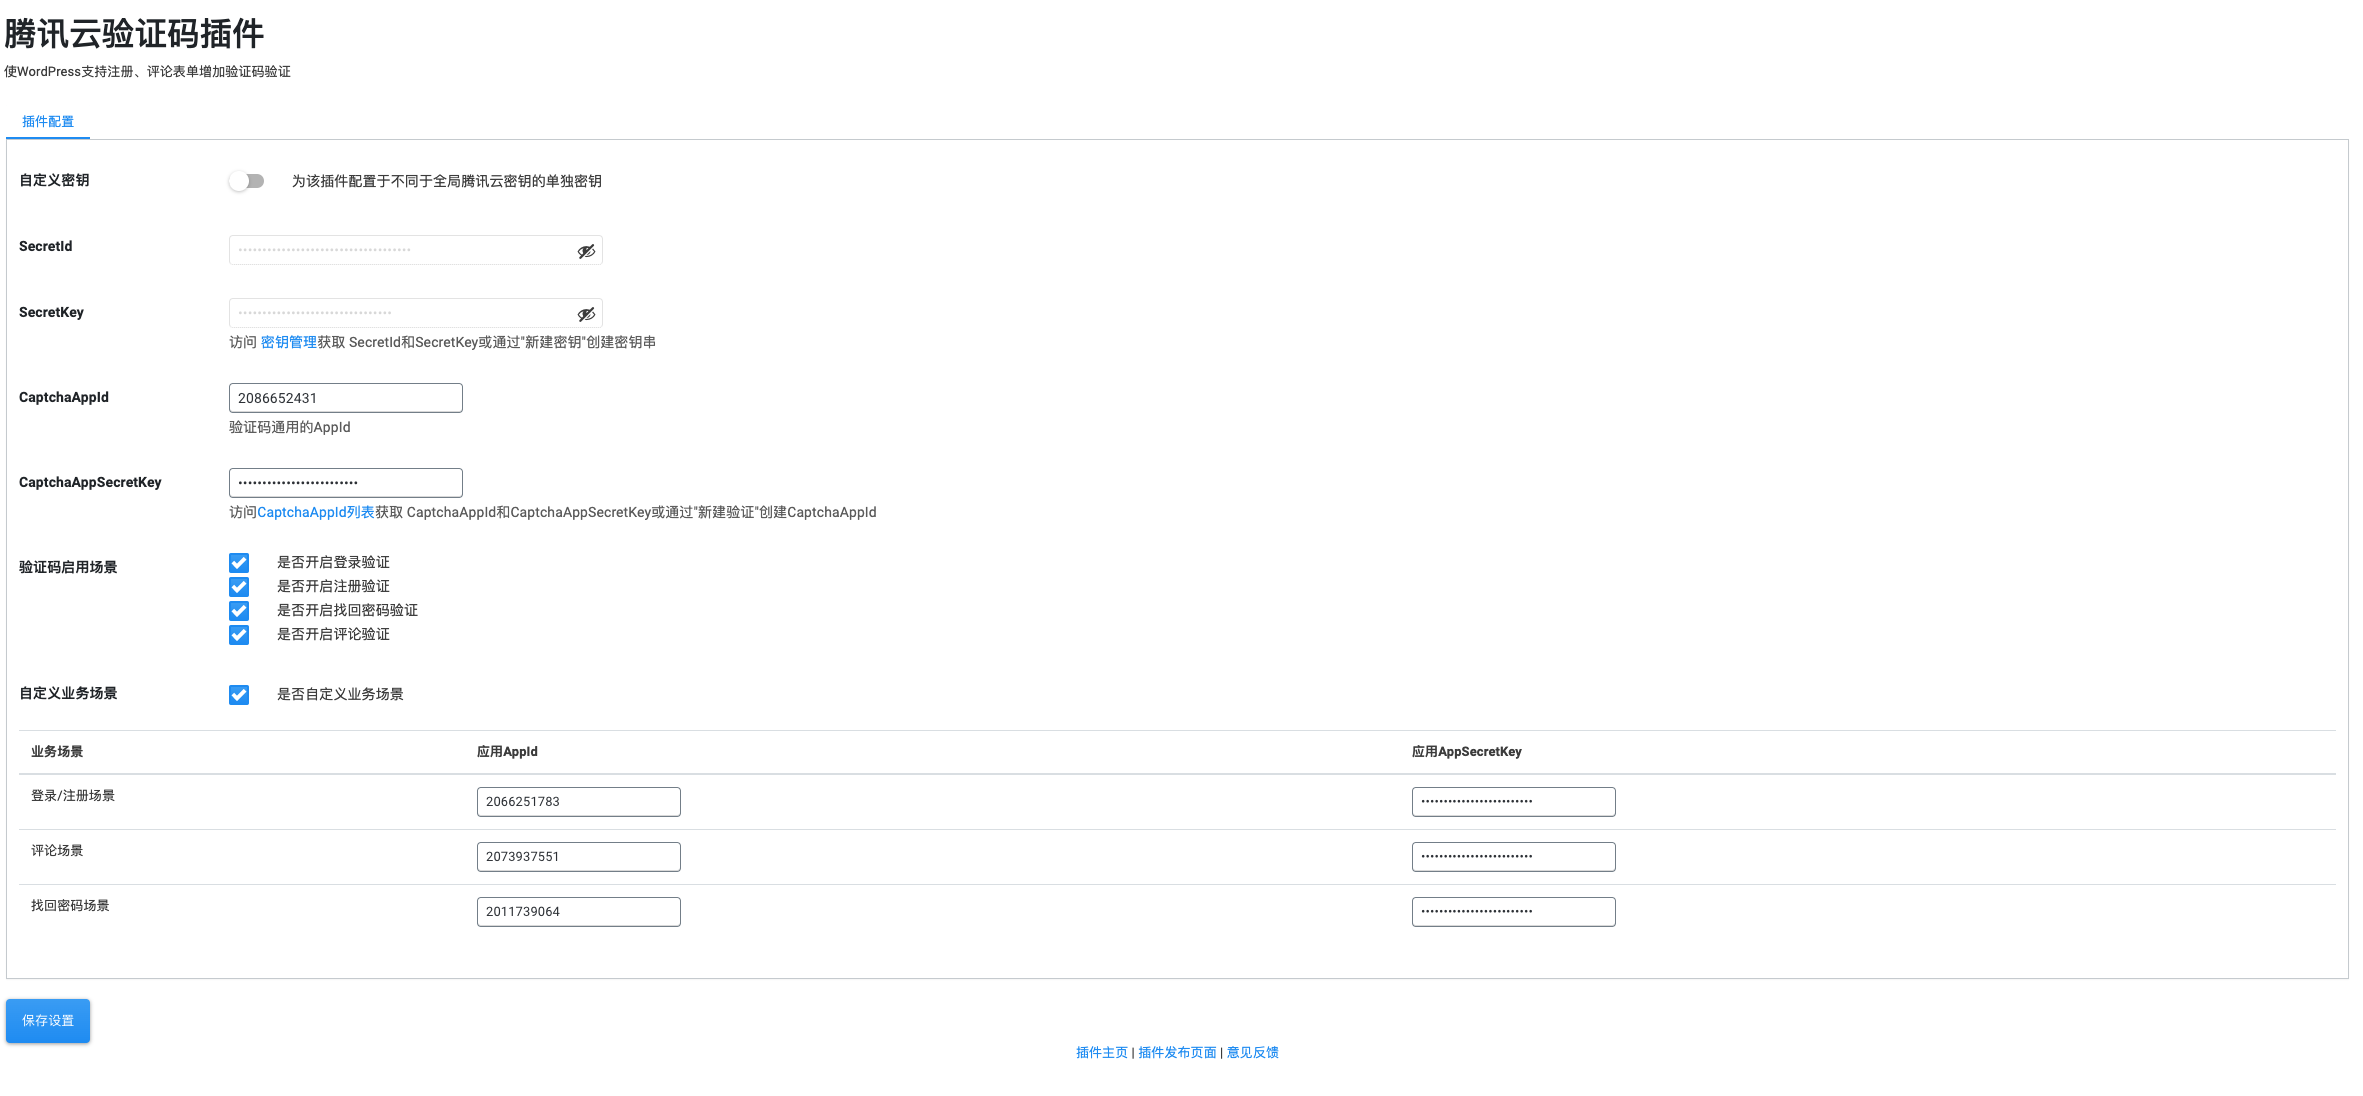 腾讯云验证码插件
使WordPress支持注册、评论表单增加验证码验证
插件配置
自定义密钥 为该插件配置于不同于全局腾讯云密钥的单独密钥
SecretId
SecretKey
访问 密钥管理获取 SecretId和SecretKey或通过"新建密钥"创建密钥串
CaptchaAppId 2086652431
验证码通用的AppId
CaptchaAppSecretKey
访问CaptchaAppId列表获取 CaptchaAppId和CaptchaAppSecretKey或通过"新建验证"创建CaptchaAppId
验证码启用场景 是否开启登录验证
是否开启注册验证
是否开启找回密码验证
是否开启评论验证
自定义业务场景 是否自定义业务场景
业务场景 应用AppId 应用AppSecretKey
登录/注册场景 2066251783
评论场景 2073937551
找回密码场景 2011739064
保存设置
插件主页 | 插件发布页面 | 意见反馈